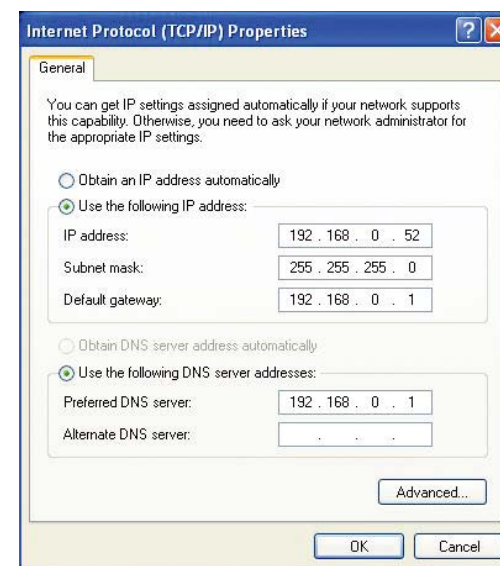 Internet Protocol (TCP/IP) Properties
General
You can get IP settings assigned automatically if your network supports
this capability. Otherwise, you need to ask your network administrator for
the appropriate IP settings.
Obtain an IP address automatically
Use the following IP address:
IP address: 192 . 168 . 0 . 52
Subnet mask: 255 . 255 . 255 . 0
Default gateway: 192 . 168 . 0 . 1
Obtain DNS server address automatically
Use the following DNS server addresses:
Preferred DNS server: 192 . 168 . 0 . 1
Alternate DNS server: . . .
Advanced...
OK Cancel